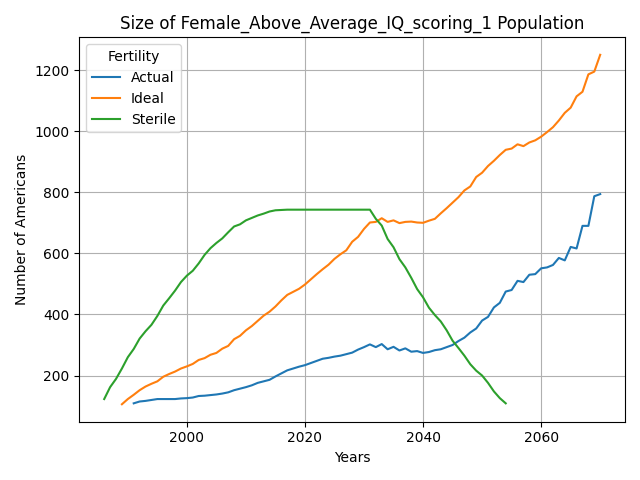 Size of Female_Above_Average_IQ_scoring_1 Population
Fertility
Actual
Ideal
Sterile
Number of Americans
1200
1000
800
600
400
200
2000
2020
2040
2060
Years